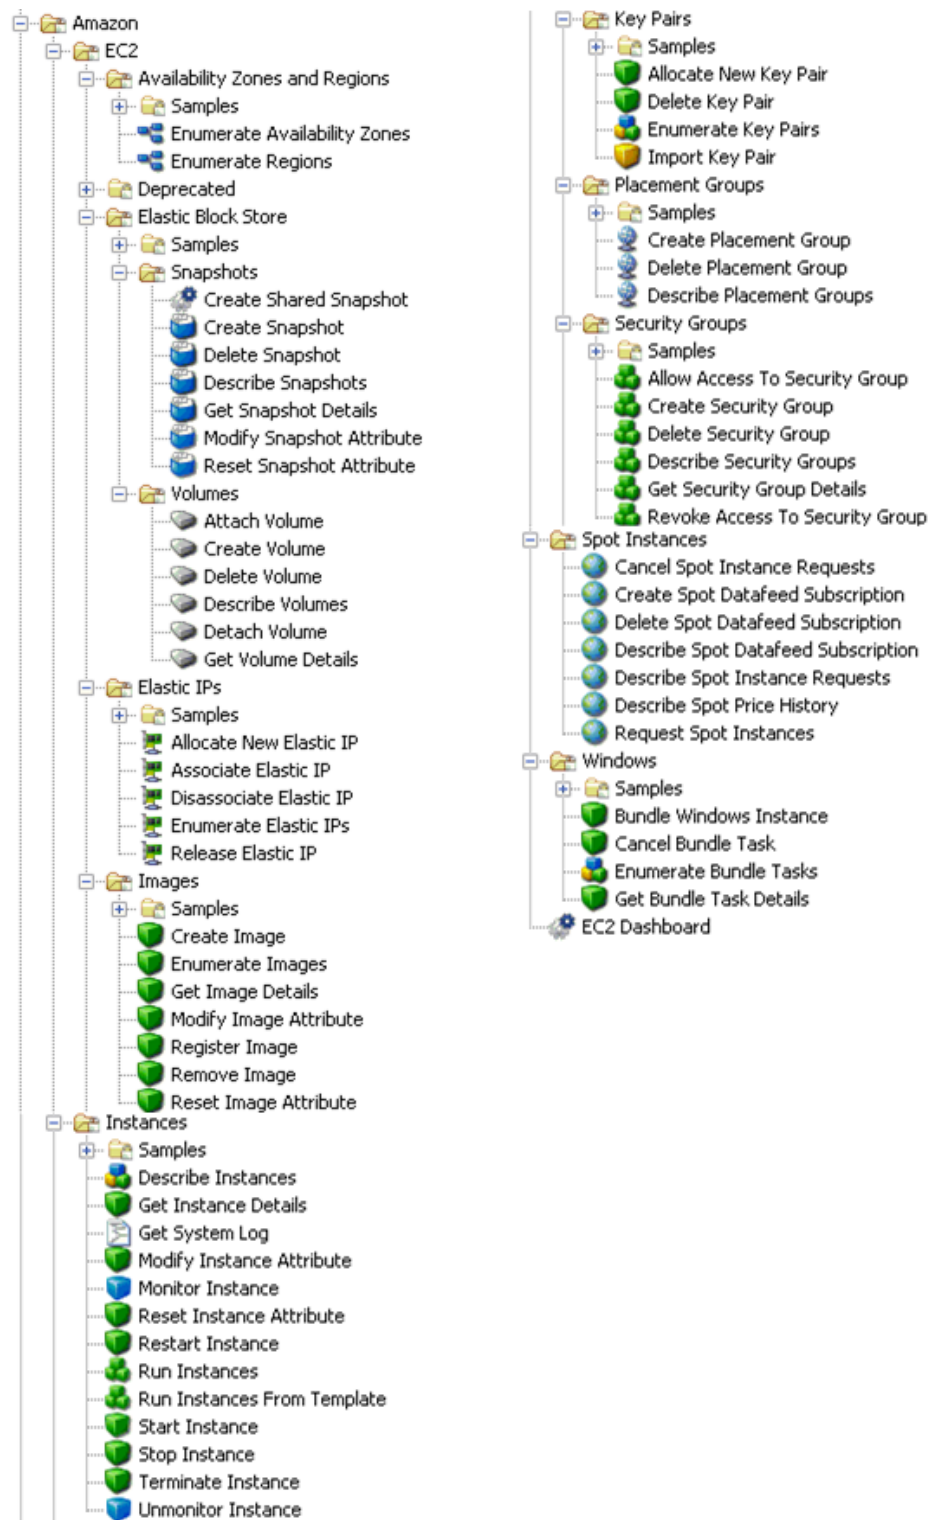 Amazon
EC2
Availability Zones and Regions
Samples
Enumerate Availability Zones
Enumerate Regions
Deprecated
Elastic Block Store
Samples
Snapshots
Create Shared Snapshot
Create Snapshot
Delete Snapshot
Describe Snapshots
Get Snapshot Details
Modify Snapshot Attribute
Reset Snapshot Attribute
Volumes
Attach Volume
Create Volume
Delete Volume
Describe Volumes
Detach Volume
Get Volume Details
Elastic IPs
Samples
Allocate New Elastic IP
Associate Elastic IP
Disassociate Elastic IP
Enumerate Elastic IPs
Release Elastic IP
Images
Samples
Create Image
Enumerate Images
Get Image Details
Modify Image Attribute
Register Image
Remove Image
Reset Image Attribute
Instances
Samples
Describe Instances
Get Instance Details
Get System Log
Modify Instance Attribute
Monitor Instance
Reset Instance Attribute
Restart Instance
Run Instances
Run Instances From Template
Start Instance
Stop Instance
Terminate Instance
Unmonitor Instance
Key Pairs
Samples
Allocate New Key Pair
Delete Key Pair
Enumerate Key Pairs
Import Key Pair
Placement Groups
Samples
Create Placement Group
Delete Placement Group
Describe Placement Groups
Security Groups
Samples
Allow Access To Security Group
Create Security Group
Delete Security Group
Describe Security Groups
Get Security Group Details
Revoke Access To Security Group
Spot Instances
Cancel Spot Instance Requests
Create Spot Datafeed Subscription
Delete Spot Datafeed Subscription
Describe Spot Datafeed Subscription
Describe Spot Instance Requests
Describe Spot Price History
Request Spot Instances
Windows
Samples
Bundle Windows Instance
Cancel Bundle Task
Enumerate Bundle Tasks
Get Bundle Task Details
EC2 Dashboard